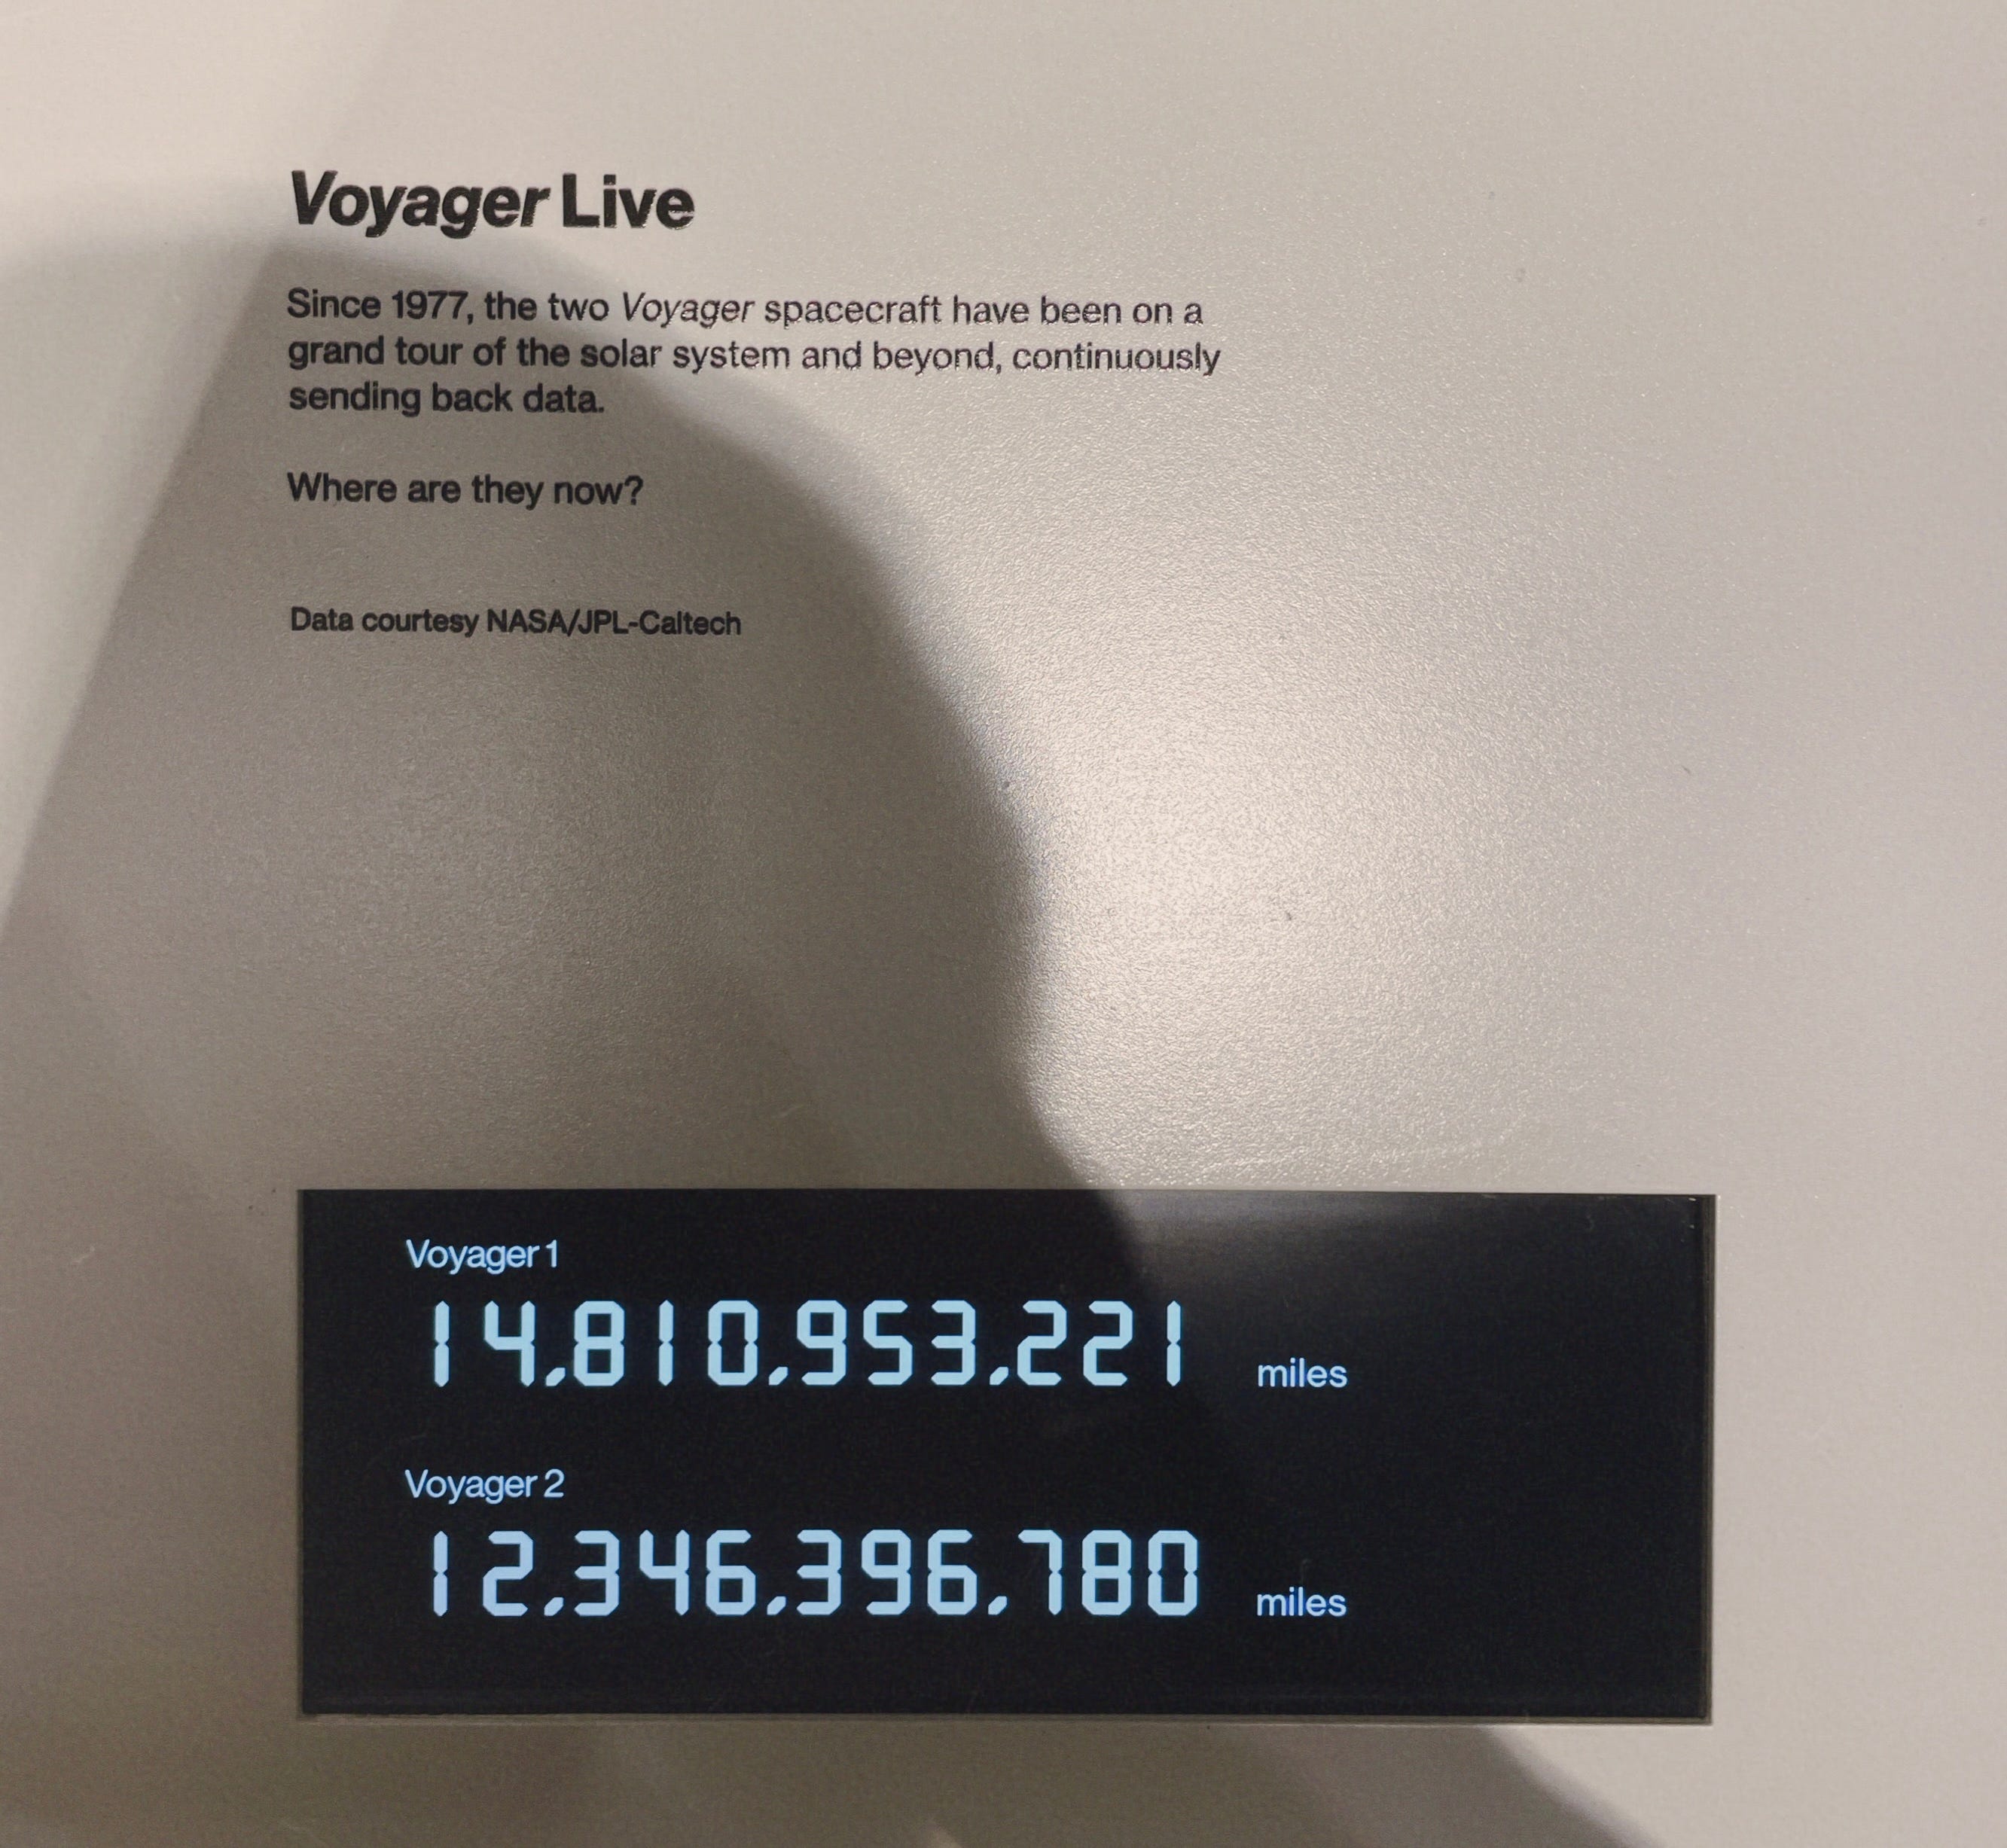 Voyager Live
Since 1977, the two Voyager spacecraft have been on a
grand tour of the solar system and beyond, continuously
sending back data.
Where are they now?
Data courtesy NASA/JPL-Caltech
Voyager 1
14,810,953,221 miles
Voyager 2
12,346,396,780 miles